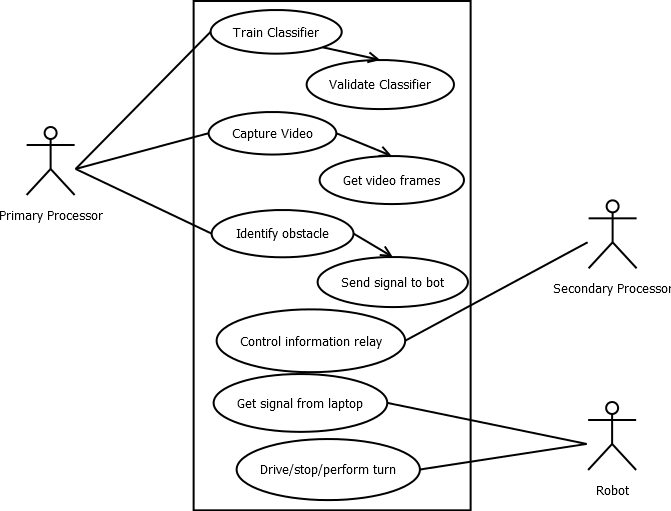 Train Classifier
Validate Classifier
Capture Video
Get video frames
Primary Processor
Identify obstacle
Send signal to bot
Secondary Processor
Control information relay
Get signal from laptop
Drive/stop/perform turn
Robot